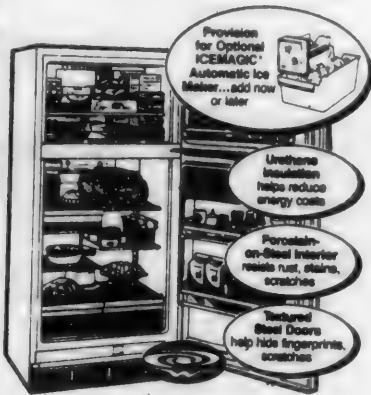 Provision
for Optional
ICEMAGIC®
Automatic Ice
Maker...add now
or later
Urethane
Insulation
helps reduce
energy costs
Porcelain-
on-Steel Interior
resists rust, stains,
scratches
Textured
Steel Doors
help hide fingerprints,
scratches